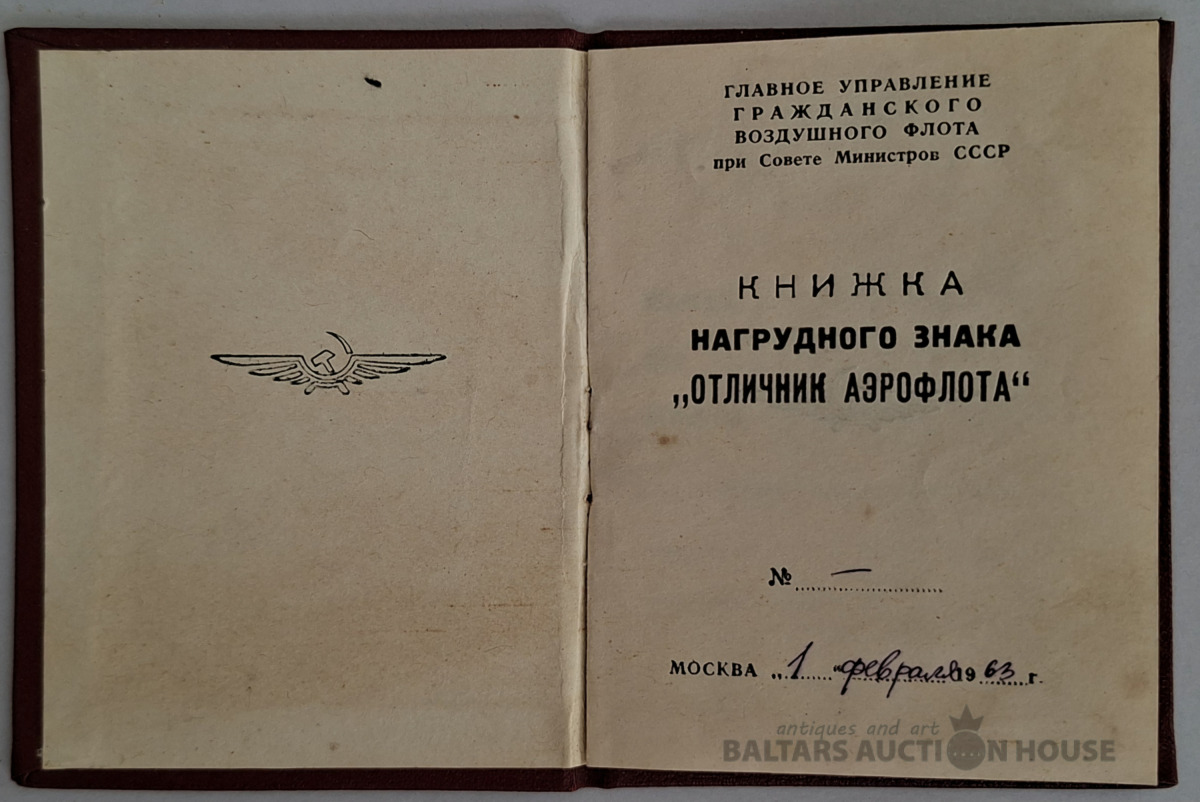 ГЛАВНОЕ УПРАВЛЕНИЕ
ГРАЖДАНСКОГО
ВОЗДУШНОГО ФЛОТА
при Совете Министров СССР
КНИЖКА
НАГРУДНОГО ЗНАКА
„ОТЛИЧНИК АЭРОФЛОТА“
№ —
МОСКВА „1“ февраля 1963 г.
antiques and art
BALTARS AUCTION HOUSE